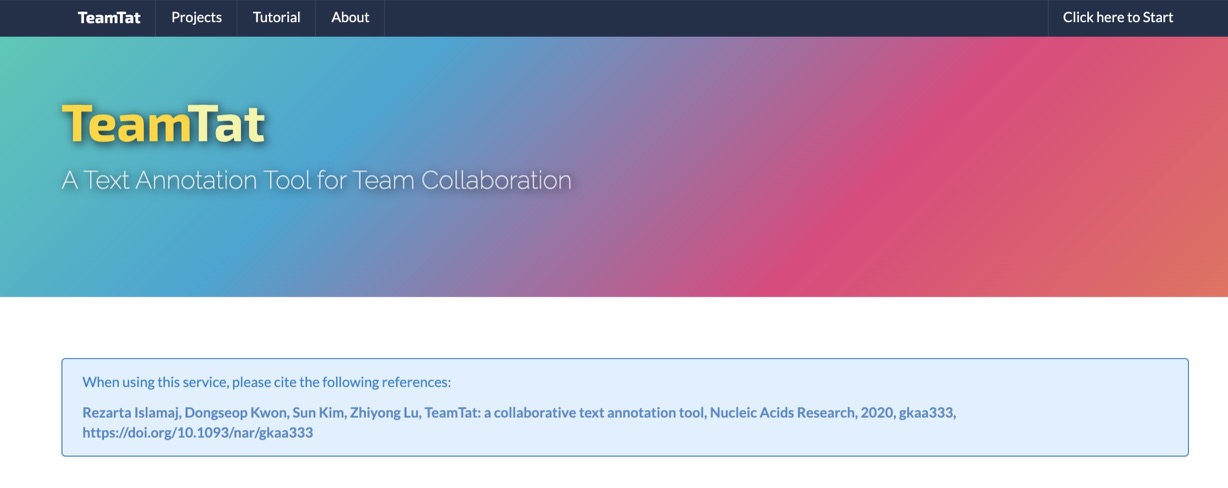 TeamTat Projects Tutorial About Click here to Start
TeamTat
A Text Annotation Tool for Team Collaboration
When using this service, please cite the following references:
Rezarta Islamaj, Dongseop Kwon, Sun Kim, Zhiyong Lu, TeamTat: a collaborative text annotation tool, Nucleic Acids Research, 2020, gkaa333,
https://doi.org/10.1093/nar/gkaa333